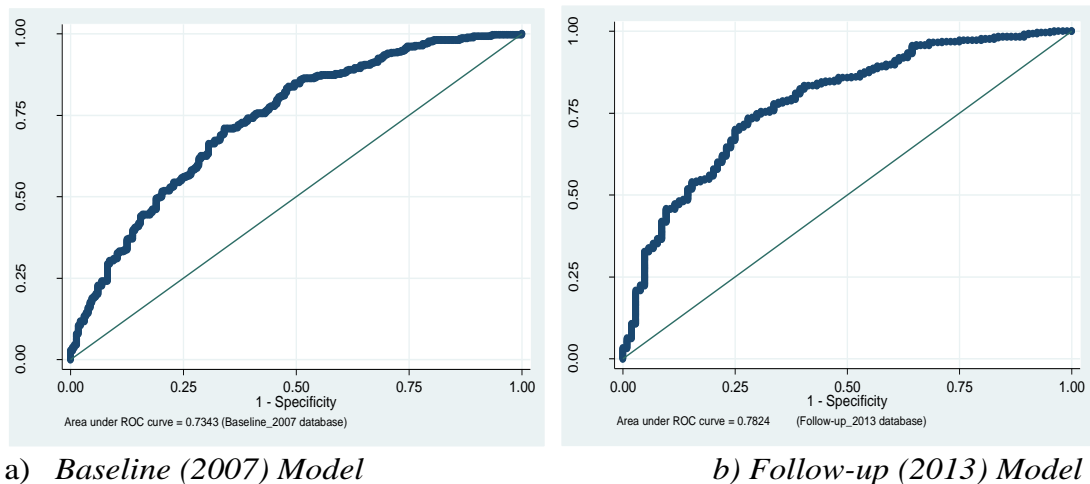 1.00
0.75
0.50
0.25
0.00
0.00 0.25 0.50 0.75 1.00
1 - Specificity
Area under ROC curve = 0.7343 (Baseline_2007 database)
1.00
0.75
0.50
0.25
0.00
0.00 0.25 0.50 0.75 1.00
1 - Specificity
Area under ROC curve = 0.7824 (Follow-up_2013 database)
a) Baseline (2007) Model
b) Follow-up (2013) Model